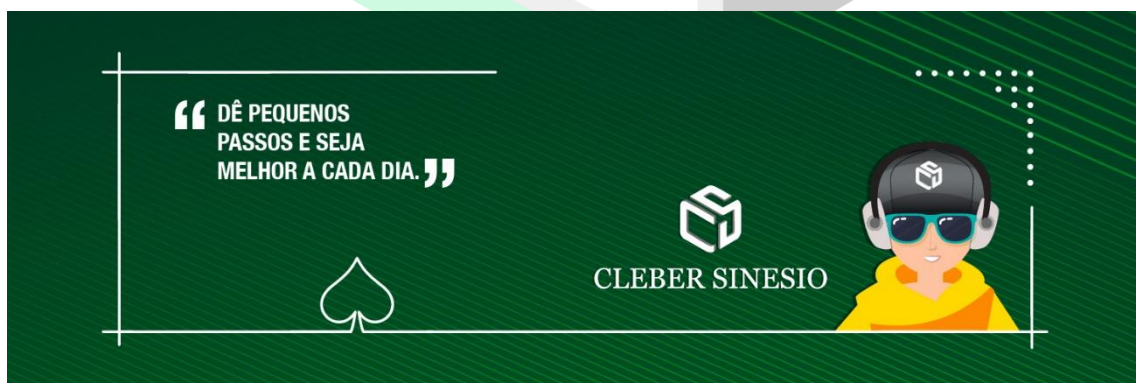 “ DÊ PEQUENOS
PASSOS E SEJA
MELHOR A CADA DIA. ”
CLEBER SINESIO